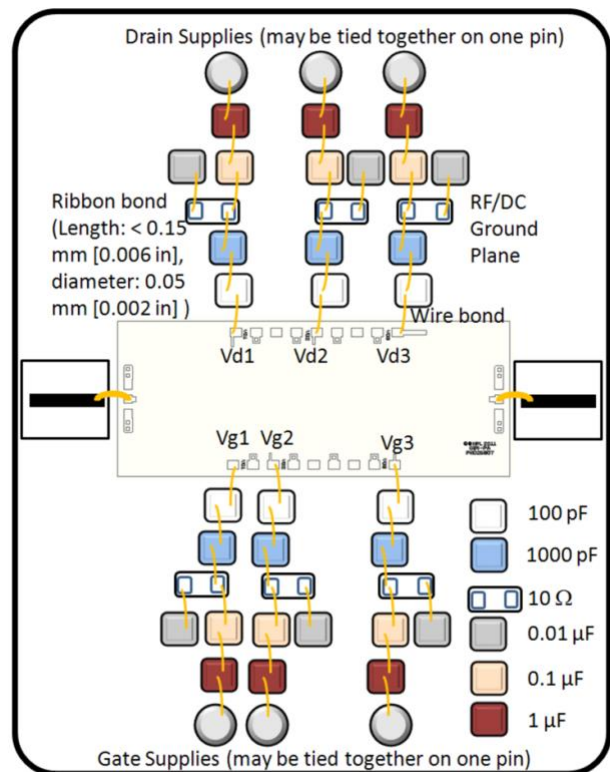 Drain Supplies (may be tied together on one pin)
Ribbon bond
(Length: < 0.15
mm [0.006 in],
diameter: 0.05
mm [0.002 in] )
RF/DC
Ground
Plane
Wire bond
Vd1
Vd2
Vd3
Vg1
Vg2
Vg3
100 pF
1000 pF
10 Ω
0.01 µF
0.1 µF
1 µF
Gate Supplies (may be tied together on one pin)